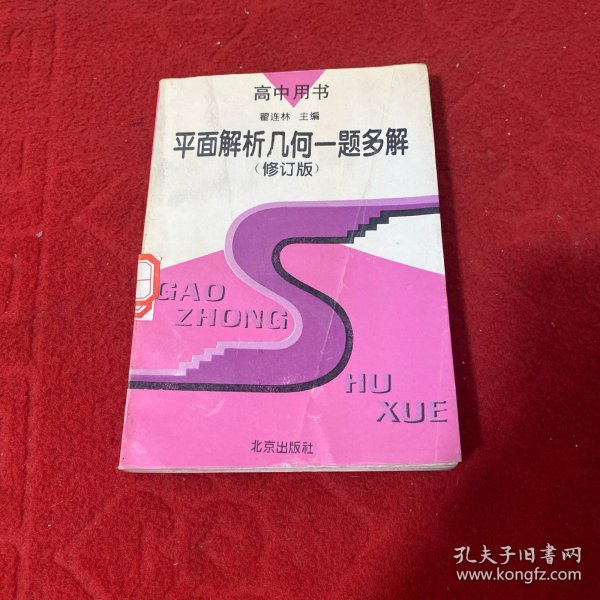 高中用书
瞿连林 主编
平面解析几何一题多解
(修订版)
GAO
ZHONG
SHU
XUE
北京出版社
孔夫子旧书网
www.kongfz.com